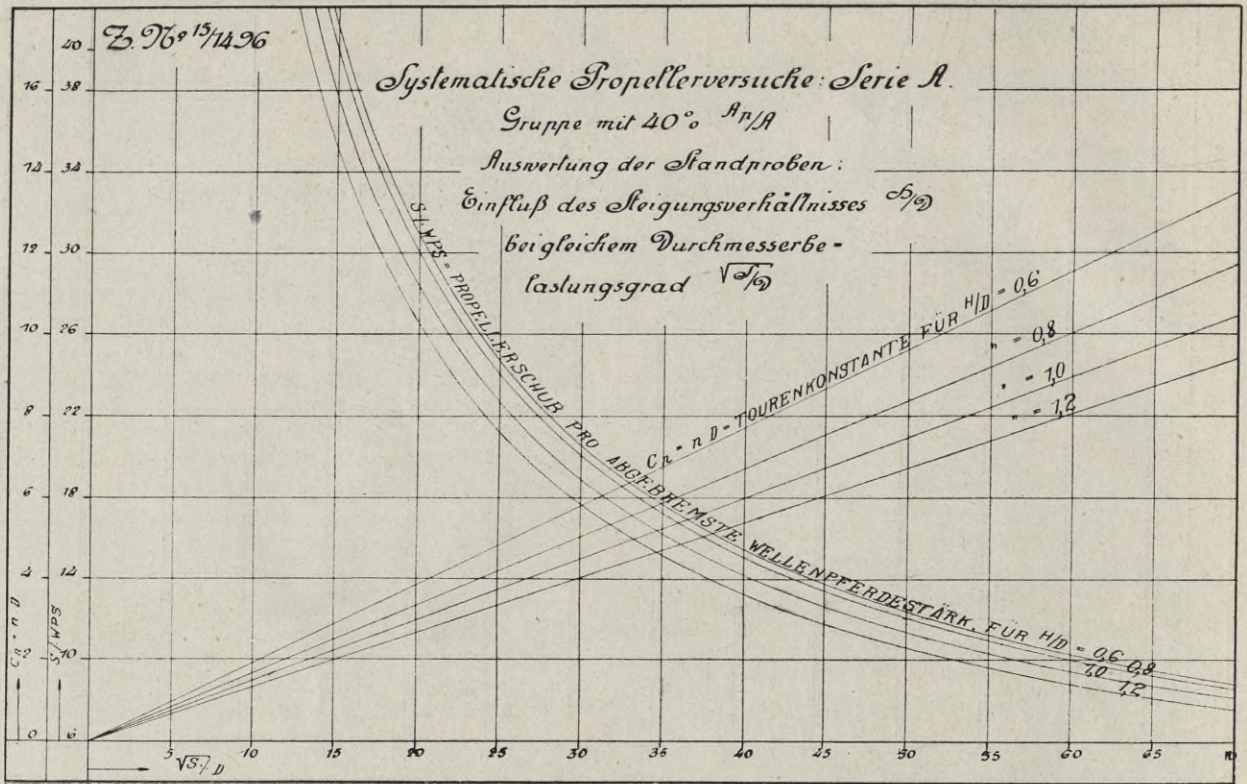 Z. Nº 15/1496
Systematische Propellerversuche: Serie A.
Gruppe mit 40% Ap/A
Auswertung der Standproben:
Einfluß des Steigungsverhältnisses
bei gleichem Durchmesserbe-
lastungsgrad
S/WPS = PROPELLERSCHUB PRO ABGEBREMSTE WELLENPFERDESTÄRK. FÜR H/D = 0,6 0,8
1,0 1,2
Cn = n D - TOURENKONSTANTE FÜR H/D = 0,6
" = 0,8
" = 1,0
" = 1,2
16
14
12
10
8
6
4
2
0
Cn = n D
40
38
34
30
26
22
18
14
10
6
S/WPS
5 10 15 20 25 30 35 40 45 50 55 60 65 70
√S/D